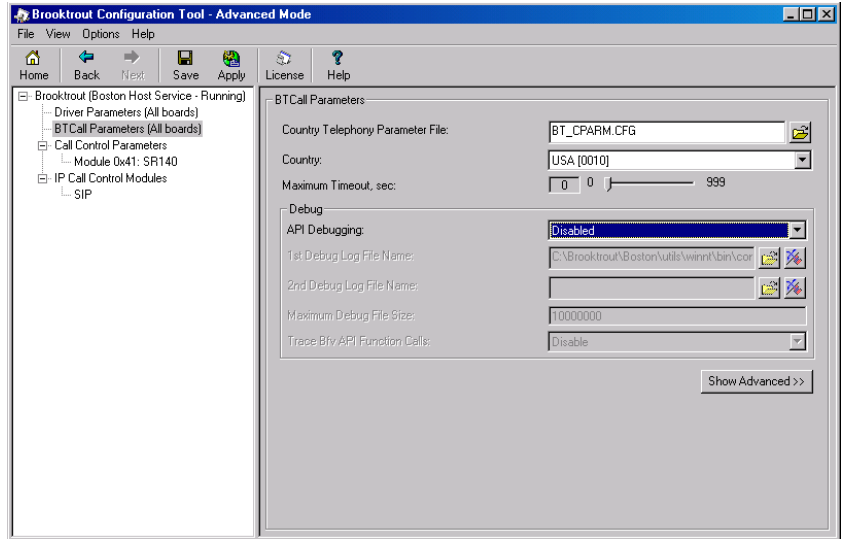 Brooktrout Configuration Tool - Advanced Mode
File View Options Help
Home Back Next Save Apply License Help
Brooktrout (Boston Host Service - Running)
Driver Parameters (All boards)
BTCall Parameters (All boards)
Call Control Parameters
Module 0x41: SR140
IP Call Control Modules
SIP
BTCall Parameters
Country Telephony Parameter File: BT_CPARM.CFG
Country: USA [0010]
Maximum Timeout, sec: 0 0 999
Debug
API Debugging: Disabled
1st Debug Log File Name: C:\Brooktrout\Boston\utils\winnt\bin\cor
2nd Debug Log File Name:
Maximum Debug File Size: 10000000
Trace Bfv API Function Calls: Disable
Show Advanced >>